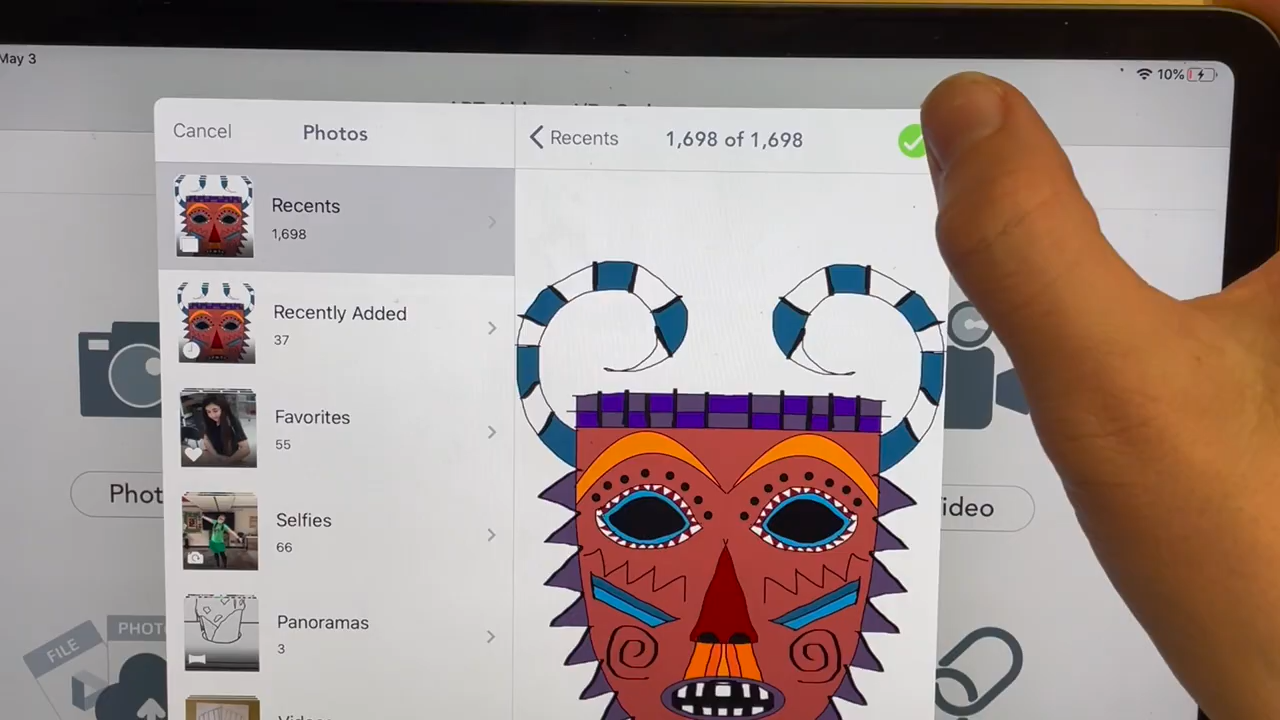 May 3
10%
Cancel
Photos
Recents
1,698 of 1,698
Recents
1,698
Recently Added
37
Favorites
55
Selfies
66
Panoramas
3
Phot
ideo
FILE
PHOT